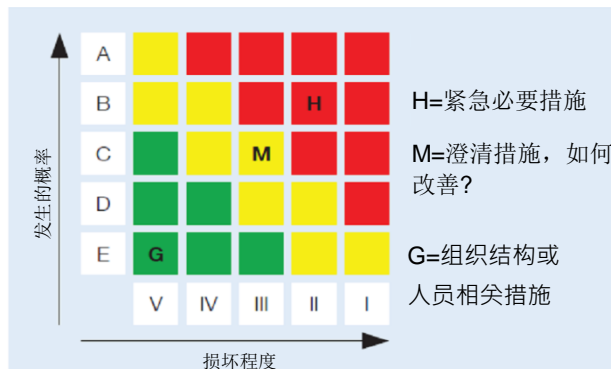 A
B
H
H=紧急必要措施
C
M
M=澄清措施，如何
改善?
D
E
G
G=组织结构或
人员相关措施
V IV III II I
发生的概率
损坏程度